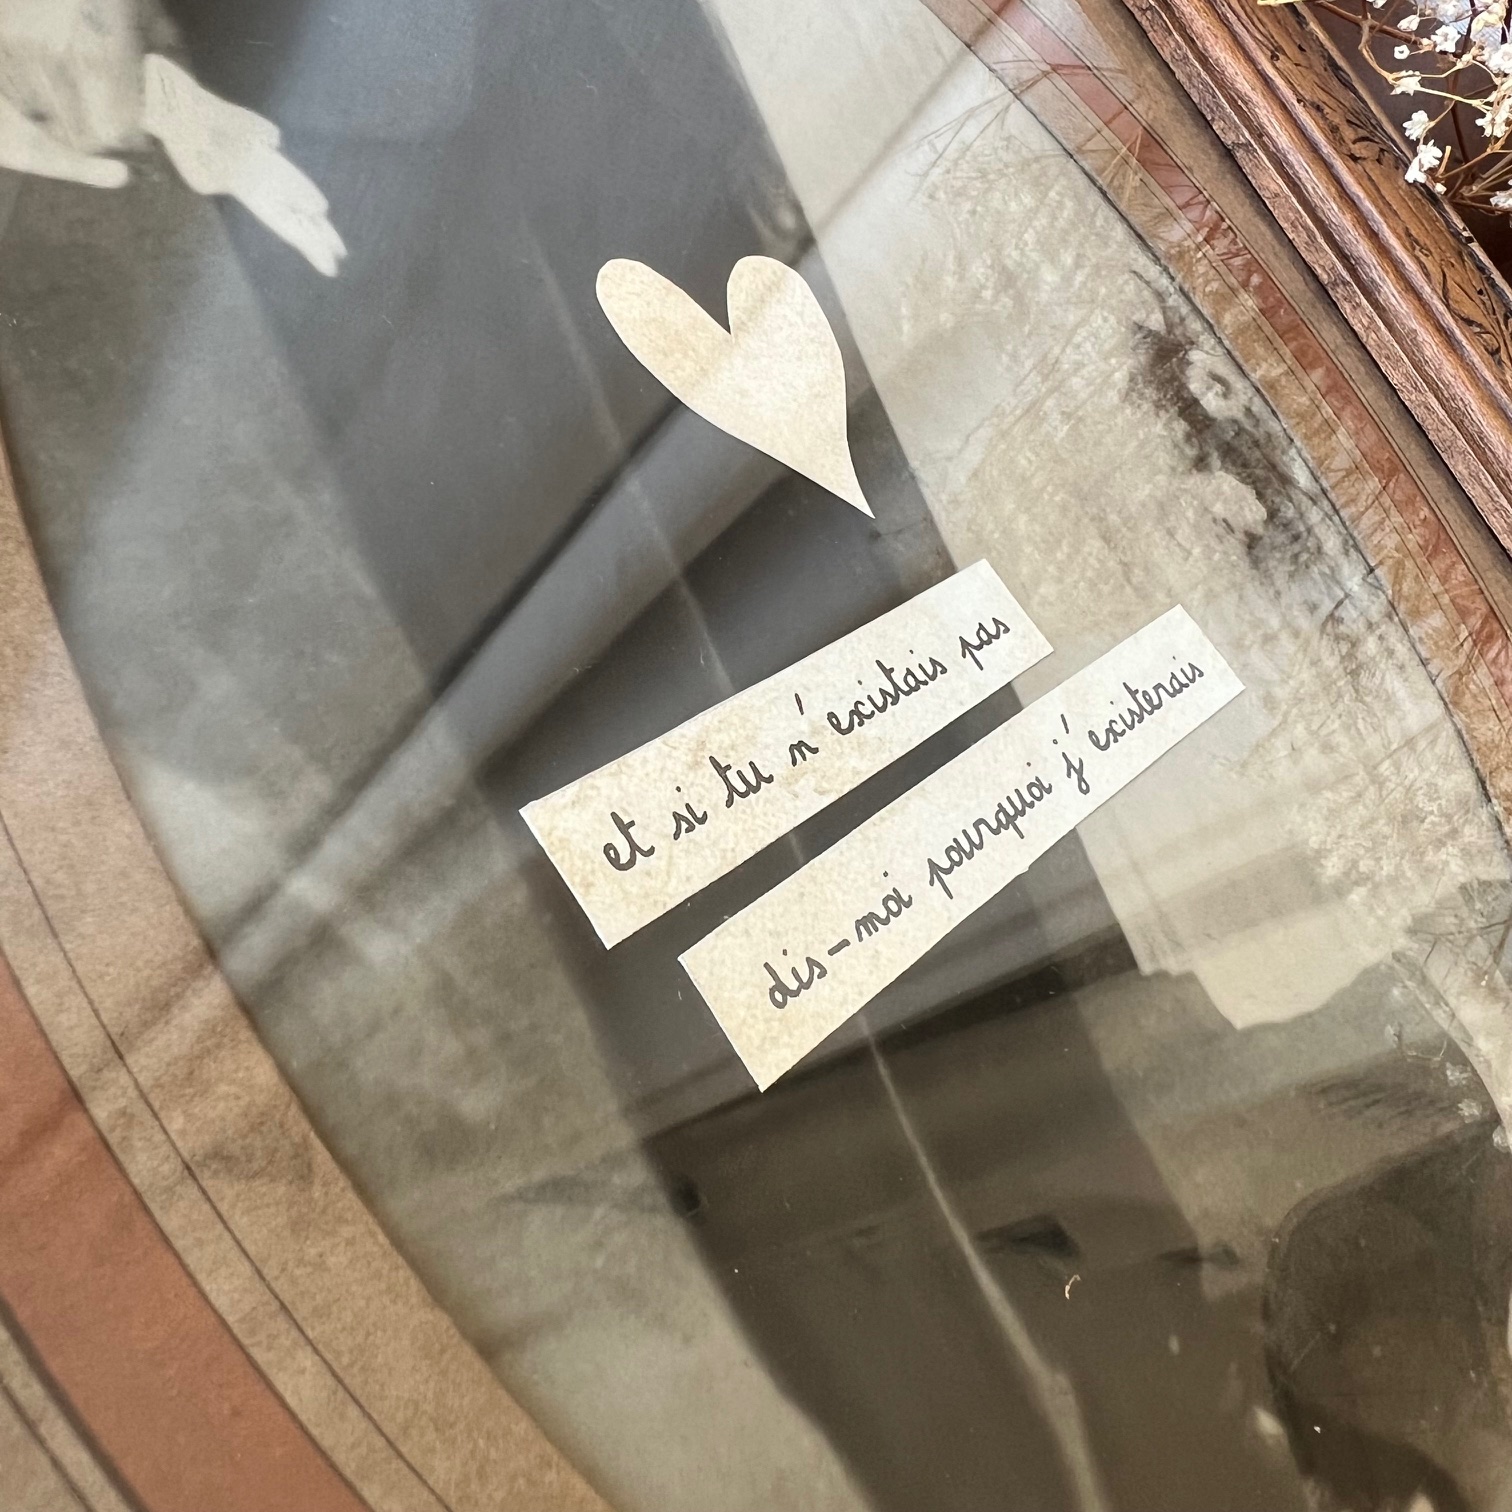 et si tu n'existais pas
dis-moi pourquoi j'existerais